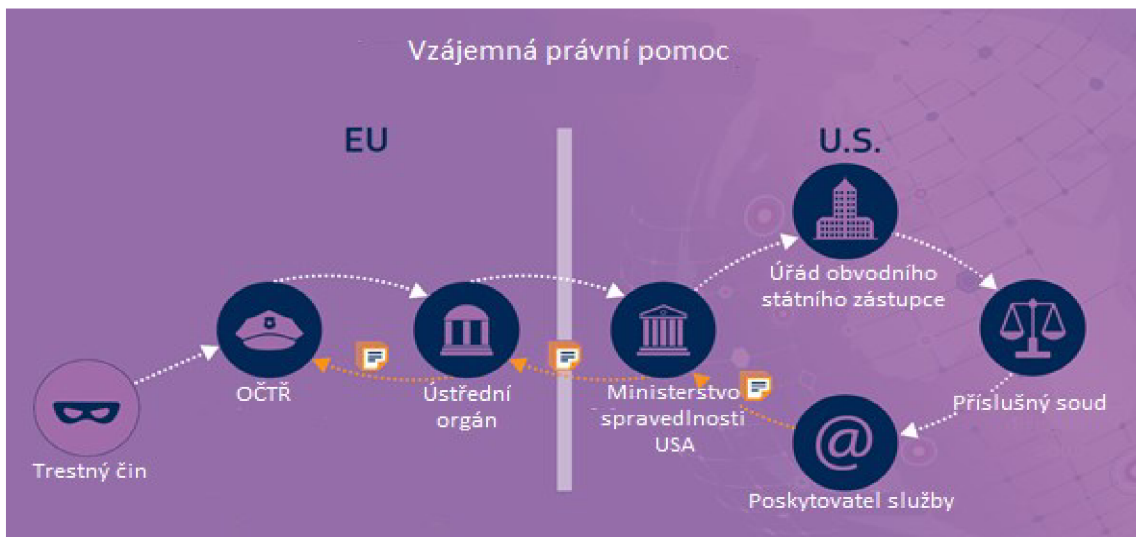 Vzájemná právní pomoc
EU
U.S.
Úřád obvodního
státního zástupce
OČTŘ
Ústřední
orgán
Ministerstvo
spravedlnosti
USA
Příslušný soud
@
Trestný čin
Poskytovatel služby